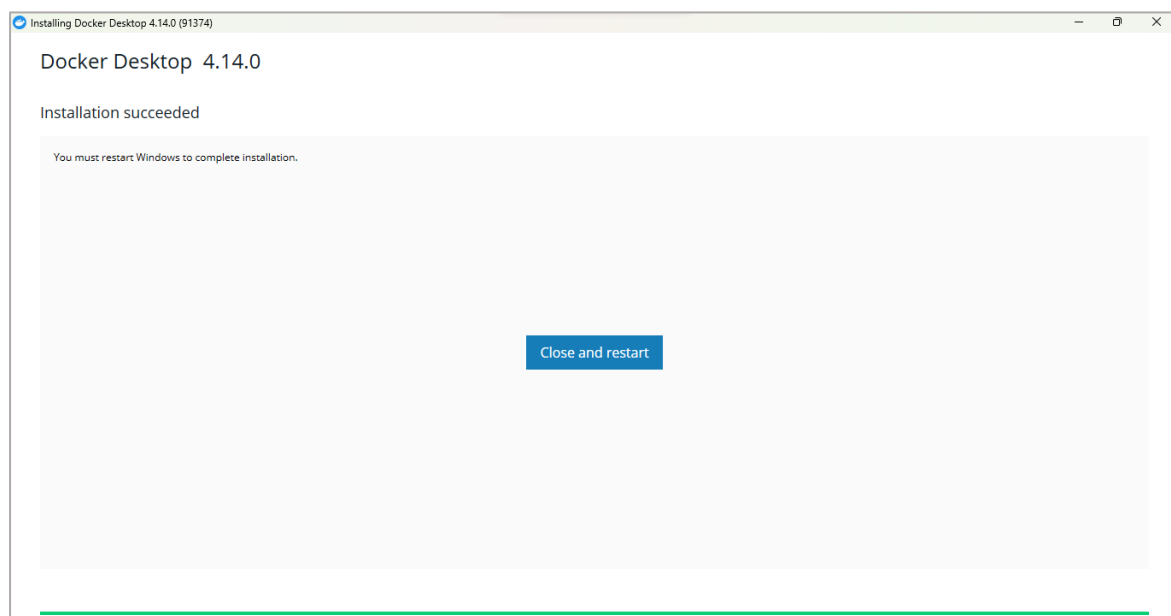 Installing Docker Desktop 4.14.0 (91374)
Docker Desktop 4.14.0
Installation succeeded
You must restart Windows to complete installation.
Close and restart